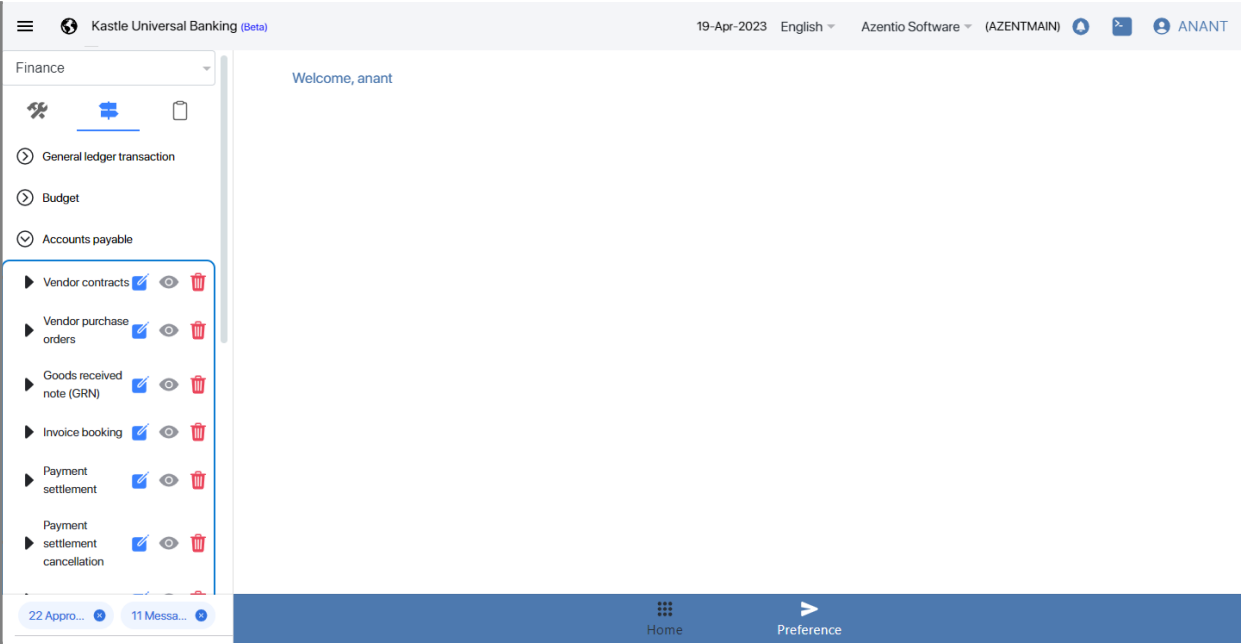 Kastle Universal Banking (Beta)
19-Apr-2023 English Azentio Software (AZENTMAIN) ANANT
Finance
Welcome, anant
General ledger transaction
Budget
Accounts payable
Vendor contracts
Vendor purchase
orders
Goods received
note (GRN)
Invoice booking
Payment
settlement
Payment
settlement
cancellation
22 Appro...
11 Messa...
Home
Preference